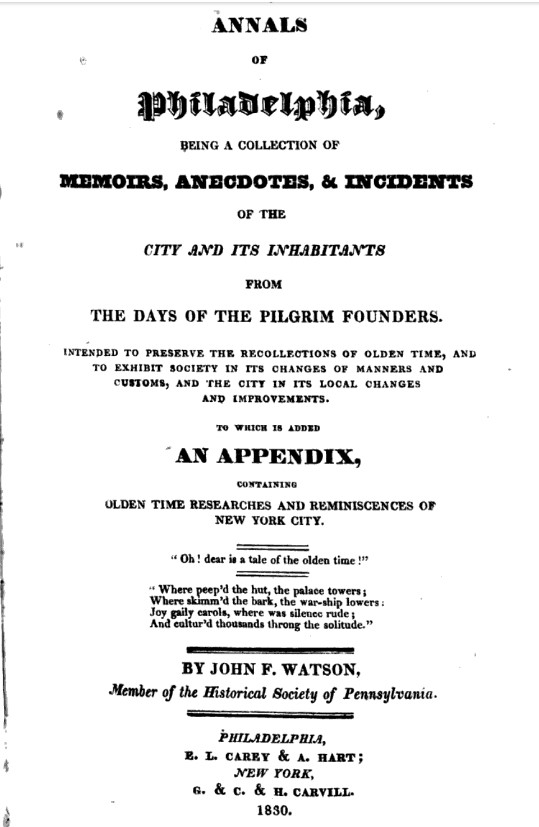 ANNALS
OF
Philadelphia,
BEING A COLLECTION OF
MEMOIRS, ANECDOTES, & INCIDENTS
OF THE
CITY AND ITS INHABITANTS
FROM
THE DAYS OF THE PILGRIM FOUNDERS.
INTENDED TO PRESERVE THE RECOLLECTIONS OF OLDEN TIME, AND
TO EXHIBIT SOCIETY IN ITS CHANGES OF MANNERS AND
CUSTOMS, AND THE CITY IN ITS LOCAL CHANGES
AND IMPROVEMENTS.
TO WHICH IS ADDED
AN APPENDIX,
CONTAINING
OLDEN TIME RESEARCHES AND REMINISCENCES OF
NEW YORK CITY.
"Oh! dear is a tale of the olden time!"
"Where peep'd the hut, the palace towers;
Where skimm'd the bark, the war-ship lowers:
Joy gaily carols, where was silence rude;
And cultur'd thousands throng the solitude."
BY JOHN F. WATSON,
Member of the Historical Society of Pennsylvania.
PHILADELPHIA,
E. L. CAREY & A. HART;
NEW YORK,
G. & C. & H. CARVILL.
1830.